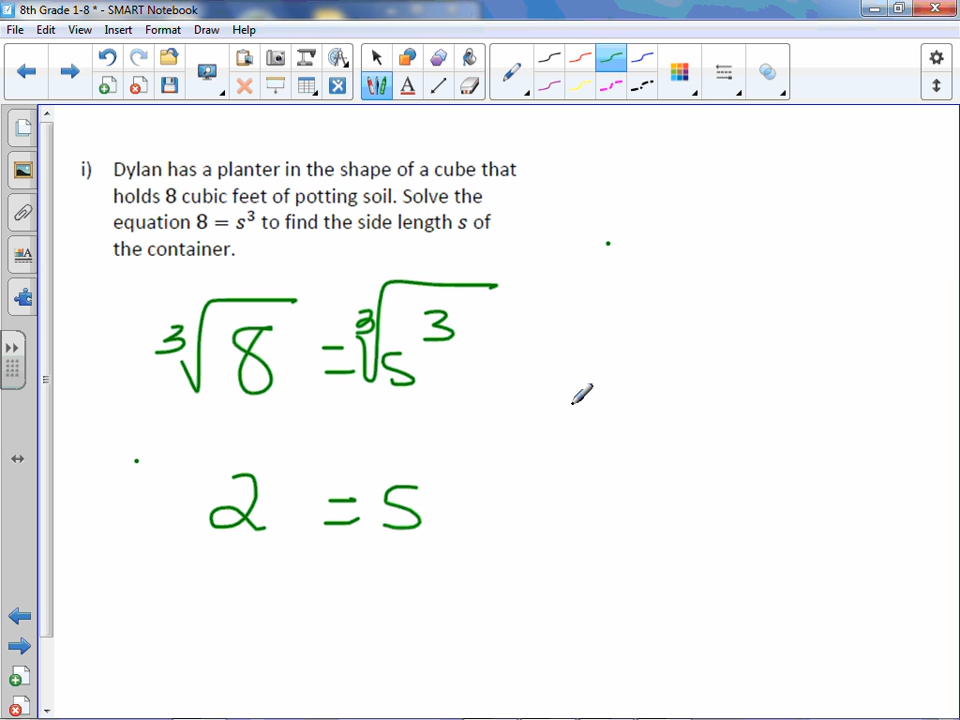 8th Grade 1-8 * - SMART Notebook
File Edit View Insert Format Draw Help
i) Dylan has a planter in the shape of a cube that
holds 8 cubic feet of potting soil. Solve the
equation 8 = s³ to find the side length s of
the container.
∛8 = ∛s³
2 = s